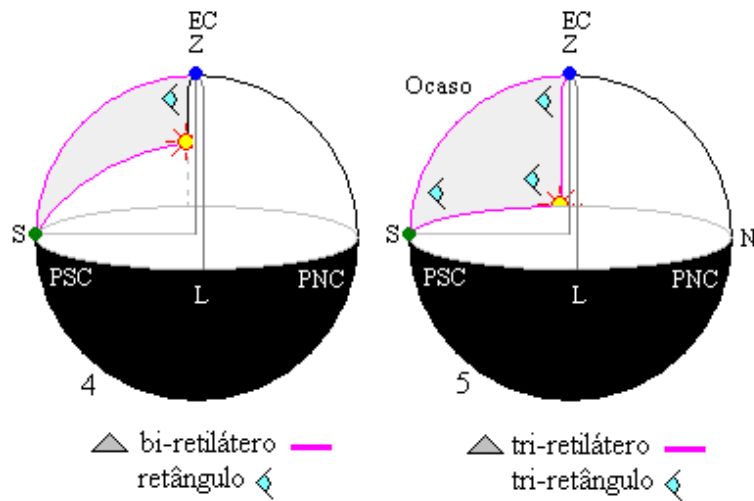 EC
Z
S
PSC
PNC
L
4
bi-retilátero
retângulo
EC
Z
Ocaso
S
N
PSC
PNC
L
5
tri-retilátero
tri-retângulo